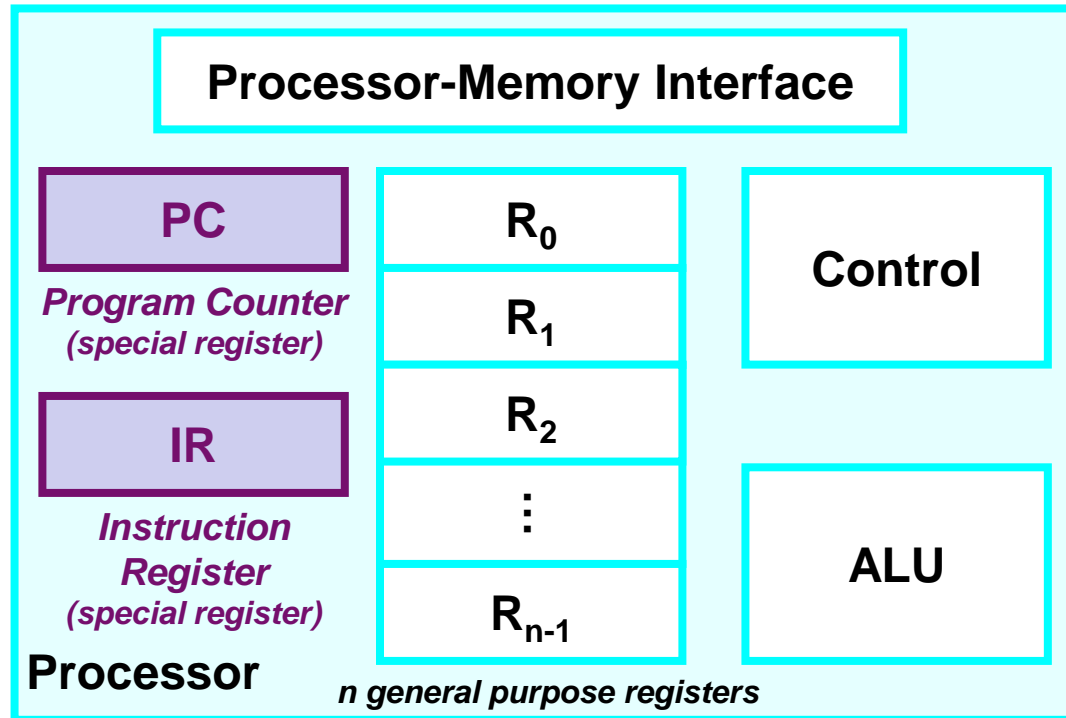 Processor-Memory Interface
PC
Program Counter
(special register)
IR
Instruction
Register
(special register)
R0
R1
R2
⋮
Rn-1
n general purpose registers
Control
ALU
Processor